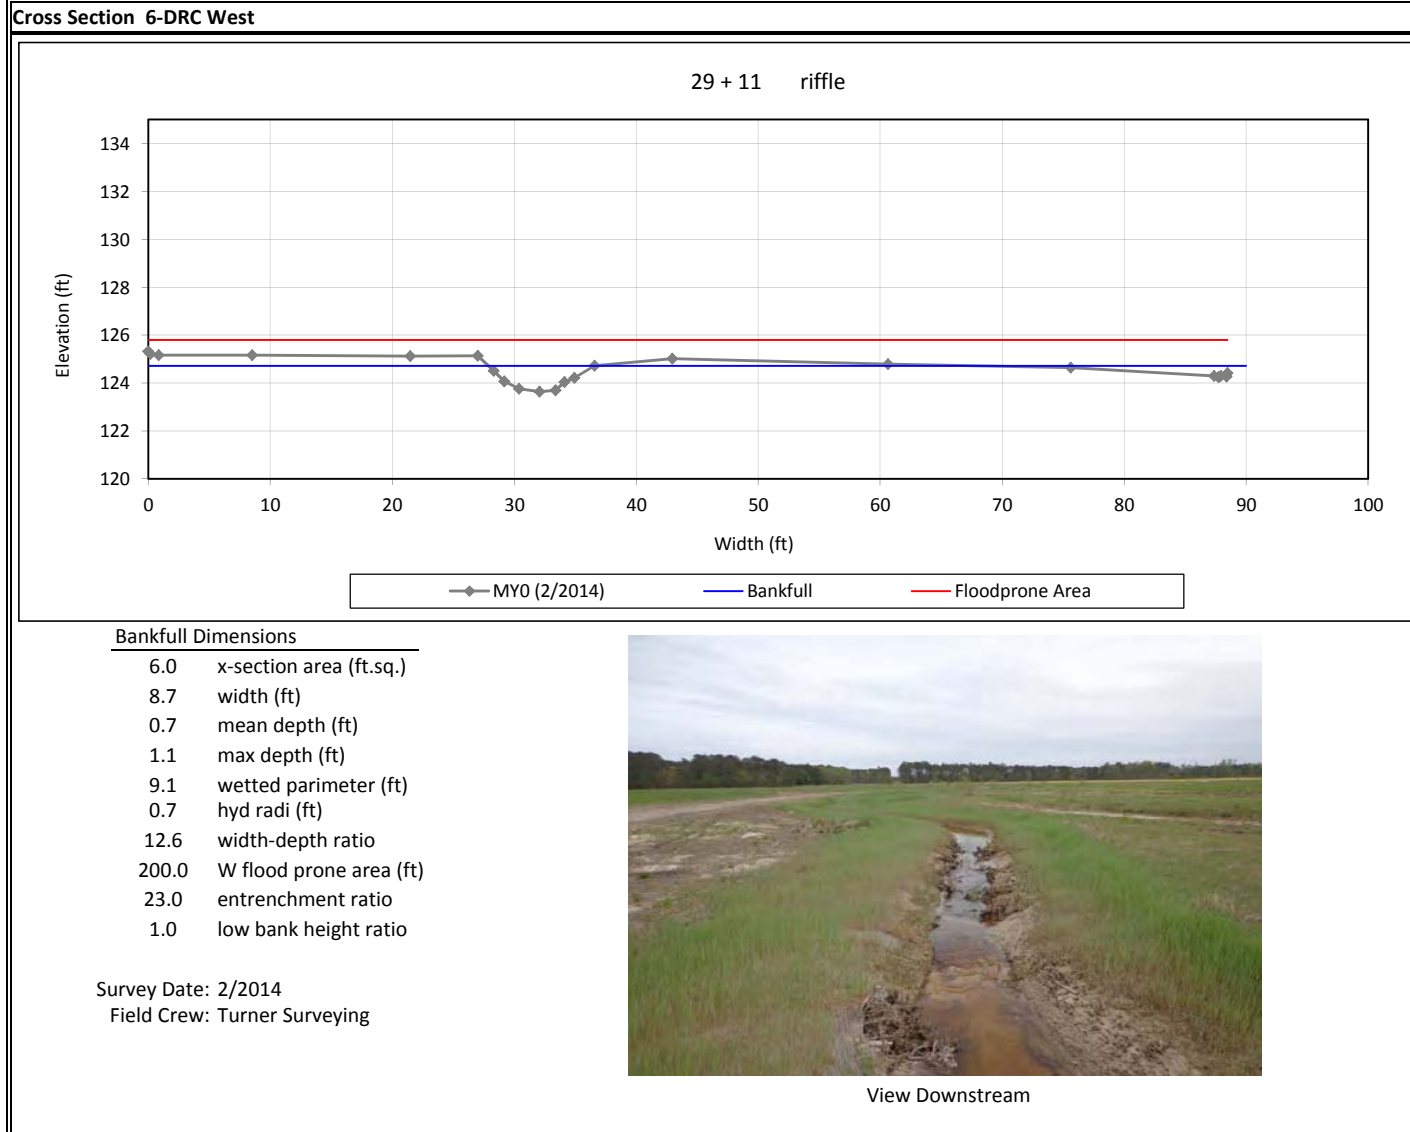 Cross Section 6-DRC West
29 + 11 riffle
134
132
130
128
126
124
122
120
Elevation (ft)
0 10 20 30 40 50 60 70 80 90 100
Width (ft)
MY0 (2/2014) Bankfull Floodprone Area
Bankfull Dimensions
6.0 x-section area (ft.sq.)
8.7 width (ft)
0.7 mean depth (ft)
1.1 max depth (ft)
9.1 wetted parimeter (ft)
0.7 hyd radi (ft)
12.6 width-depth ratio
200.0 W flood prone area (ft)
23.0 entrenchment ratio
1.0 low bank height ratio
Survey Date: 2/2014
Field Crew: Turner Surveying
View Downstream